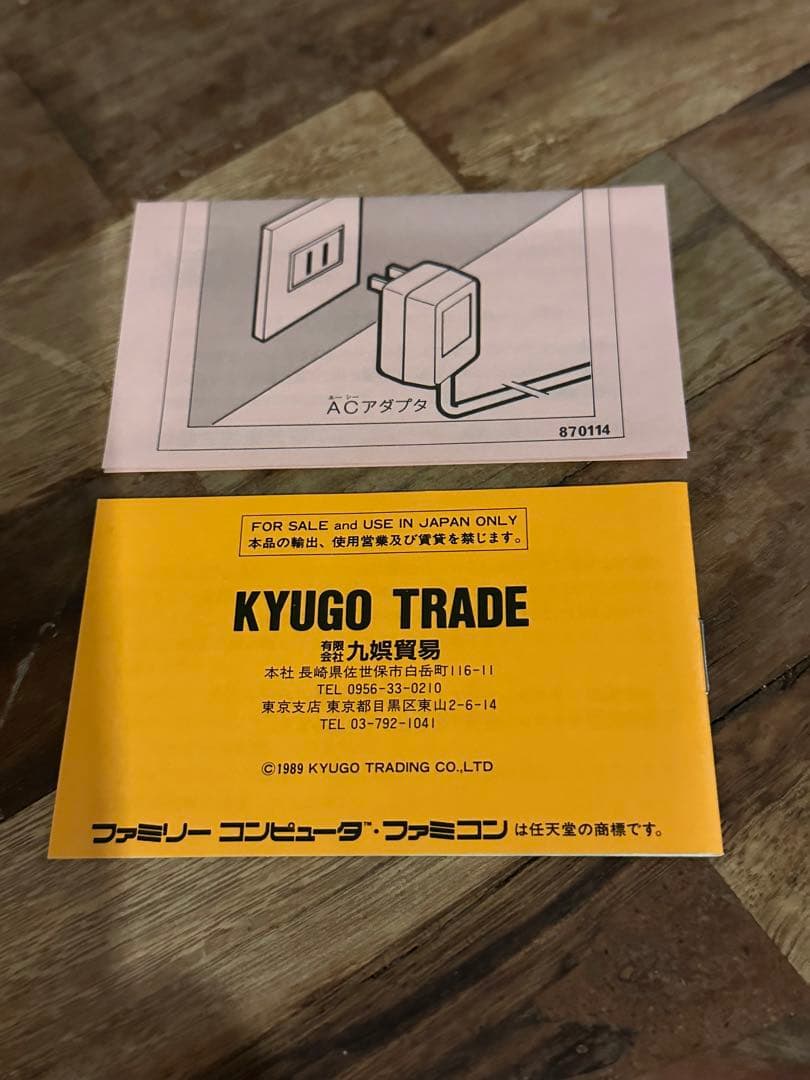 エー シー
ACアダプタ
870114
FOR SALE and USE IN JAPAN ONLY
本品の輸出、使用営業及び賃貸を禁じます。
KYUGO TRADE
有限会社九娯貿易
本社 長崎県佐世保市白岳町116-11
TEL 0956-33-0210
東京支店 東京都目黒区東山2-6-14
TEL 03-792-1041
©1989 KYUGO TRADING CO.,LTD
ファミリー コンピュータ™・ファミコン は任天堂の商標です。